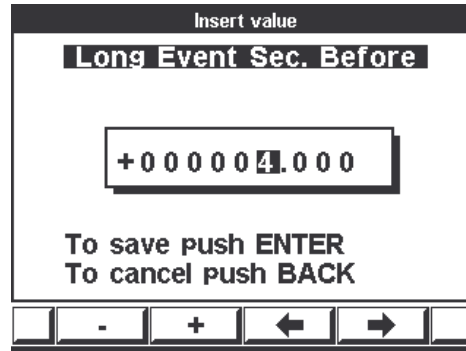 Insert value
Long Event Sec. Before
+000004.000
To save push ENTER
To cancel push BACK
- + ← →